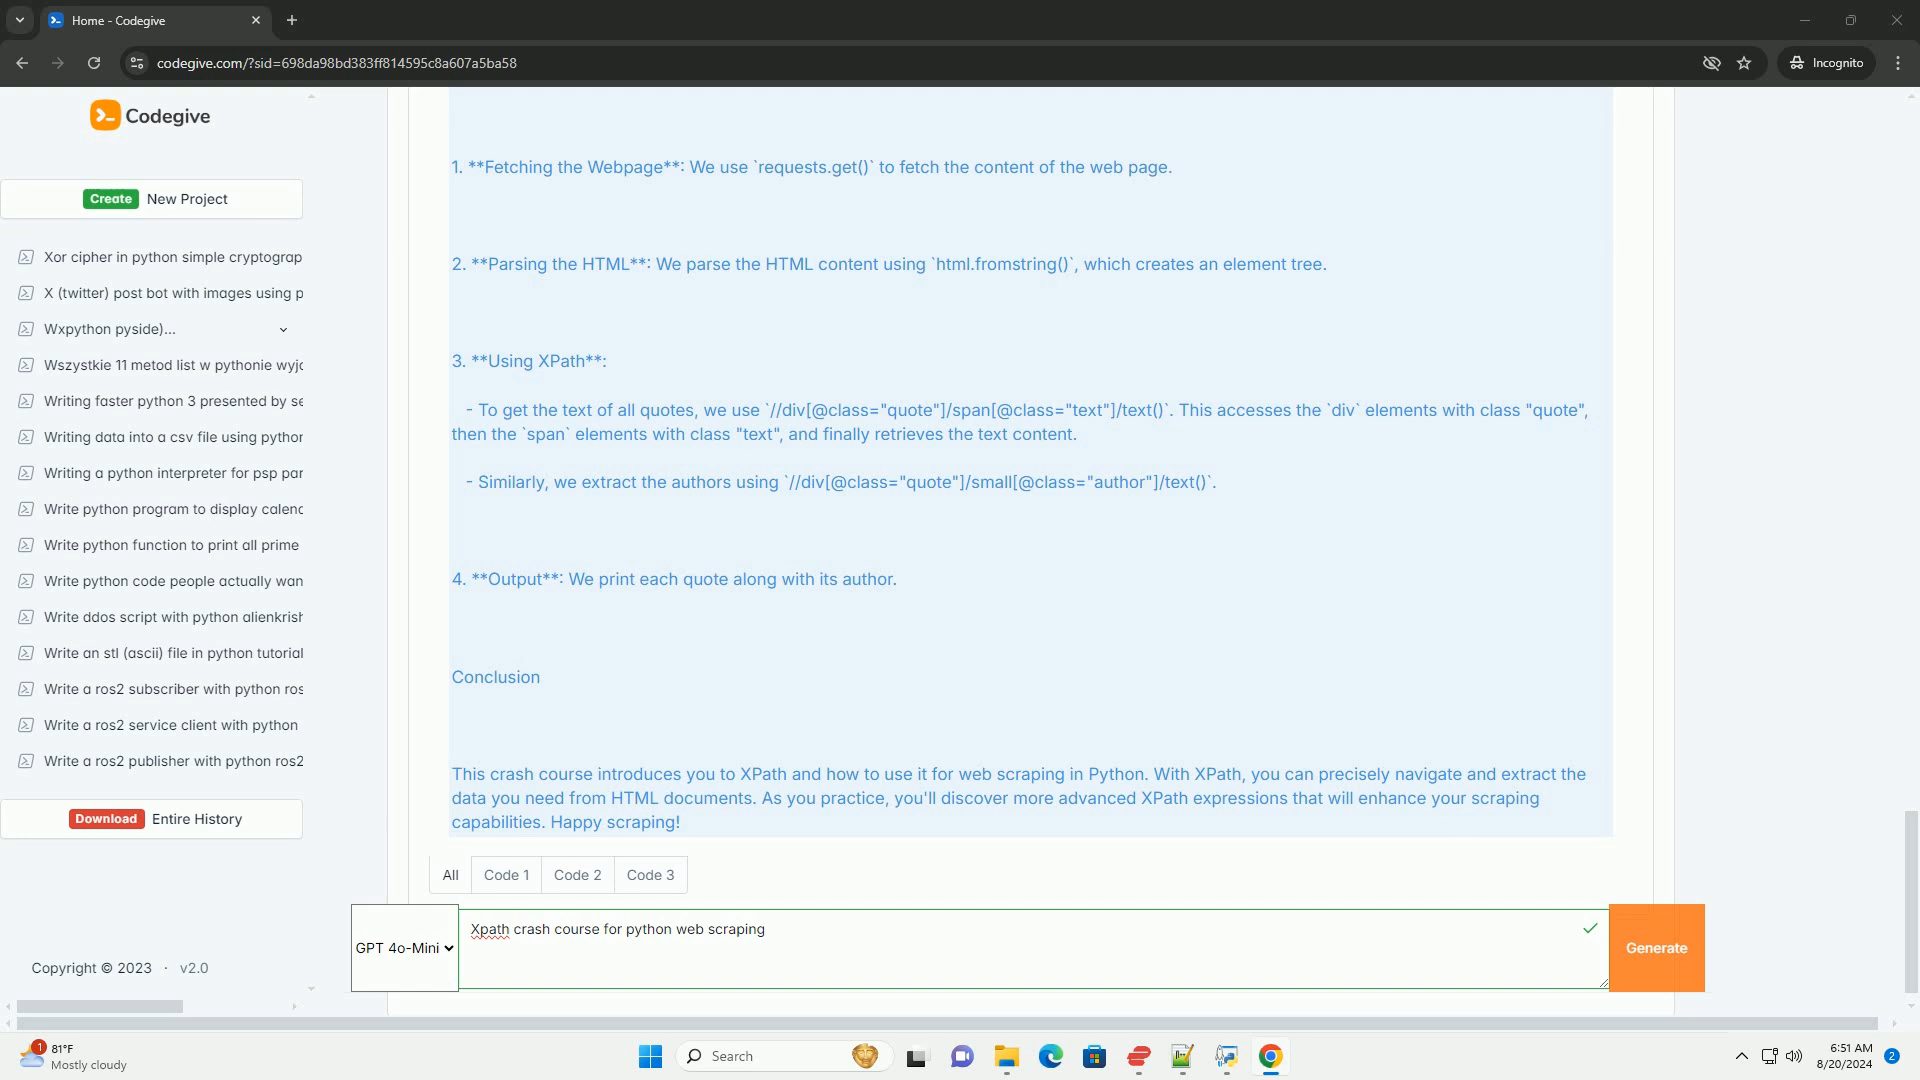 Home - Codegive
codegive.com/?sid=698da98bd383ff814595c8a607a5ba58
Incognito
Codegive
Create New Project
Xor cipher in python simple cryptograp
X (twitter) post bot with images using p
Wxpython pyside)...
Wszystkie 11 metod list w pythonie wyjc
Writing faster python 3 presented by se
Writing data into a csv file using python
Writing a python interpreter for psp par
Write python program to display calend
Write python function to print all prime
Write python code people actually wan
Write ddos script with python alienkrish
Write an stl (ascii) file in python tutorial
Write a ros2 subscriber with python ros
Write a ros2 service client with python
Write a ros2 publisher with python ros2
Download Entire History
Copyright © 2023 · v2.0
1. **Fetching the Webpage**: We use `requests.get()` to fetch the content of the web page.
2. **Parsing the HTML**: We parse the HTML content using `html.fromstring()`, which creates an element tree.
3. **Using XPath**:
- To get the text of all quotes, we use `//div[@class="quote"]/span[@class="text"]/text()`. This accesses the `div` elements with class "quote",
then the `span` elements with class "text", and finally retrieves the text content.
- Similarly, we extract the authors using `//div[@class="quote"]/small[@class="author"]/text()`.
4. **Output**: We print each quote along with its author.
Conclusion
This crash course introduces you to XPath and how to use it for web scraping in Python. With XPath, you can precisely navigate and extract the
data you need from HTML documents. As you practice, you'll discover more advanced XPath expressions that will enhance your scraping
capabilities. Happy scraping!
All Code 1 Code 2 Code 3
GPT 4o-Mini
Xpath crash course for python web scraping
Generate
1
81°F
Mostly cloudy
Search
6:51 AM
8/20/2024
2